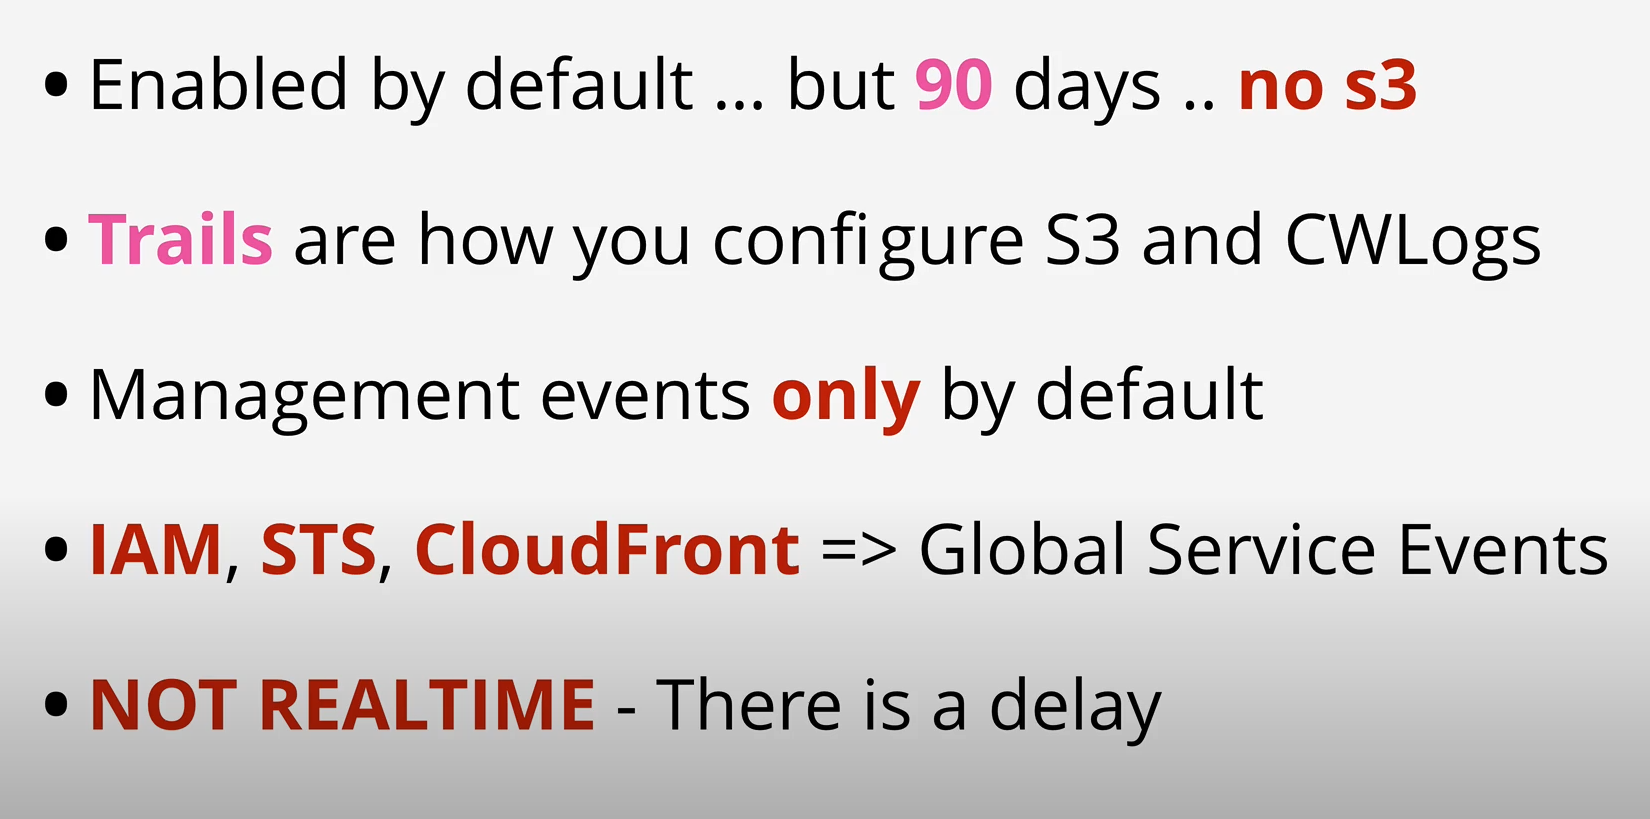 • Enabled by default ... but 90 days .. no s3
• Trails are how you configure S3 and CWLogs
• Management events only by default
• IAM, STS, CloudFront => Global Service Events
• NOT REALTIME - There is a delay